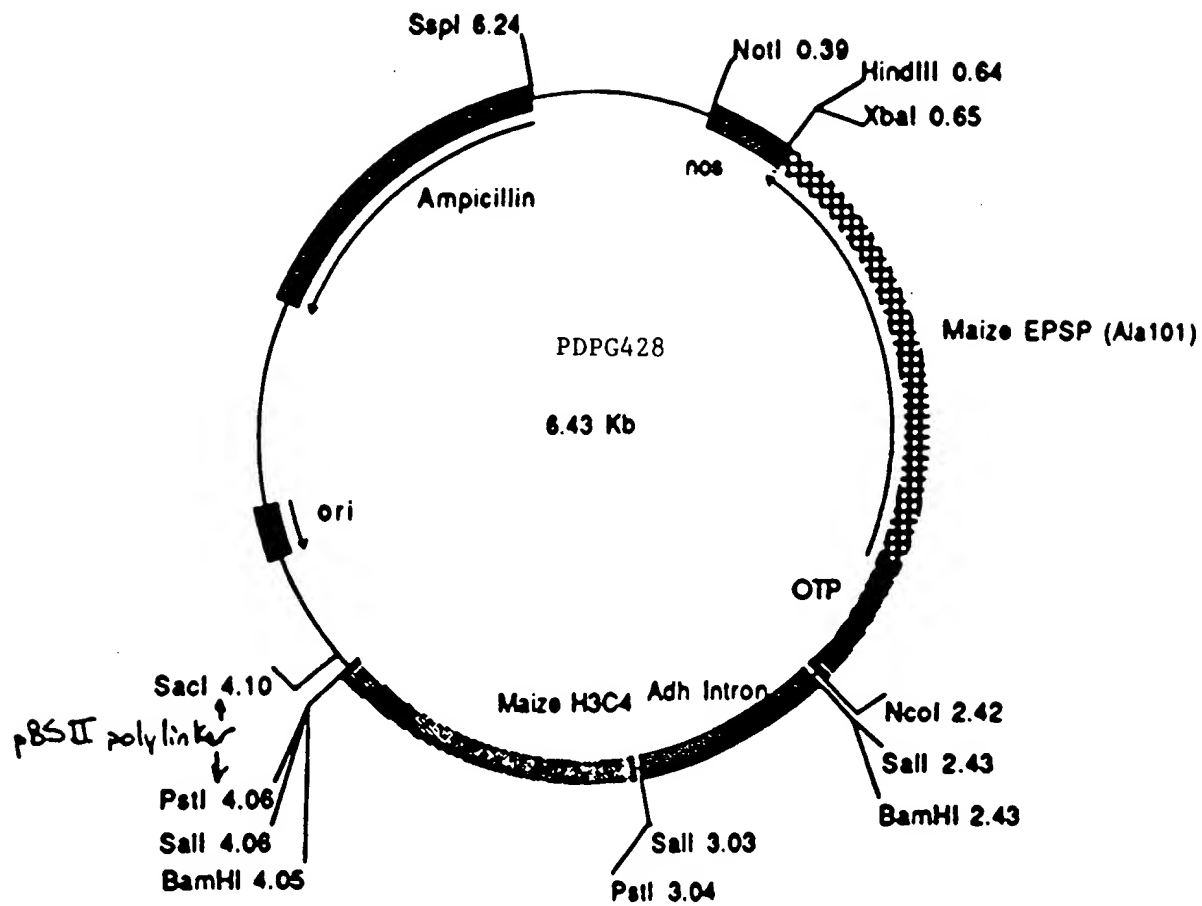 SspI 6.24
NotI 0.39
HindIII 0.64
XbaI 0.65
nos
Ampicillin
Maize EPSP (Ala101)
PDPG428
6.43 Kb
ori
OTP
SacI 4.10
Maize H3C4
Adh Intron
NcoI 2.42
pBSII polylinker
SalI 2.43
PstI 4.06
BamHI 2.43
SalI 4.06
SalI 3.03
BamHI 4.05
PstI 3.04